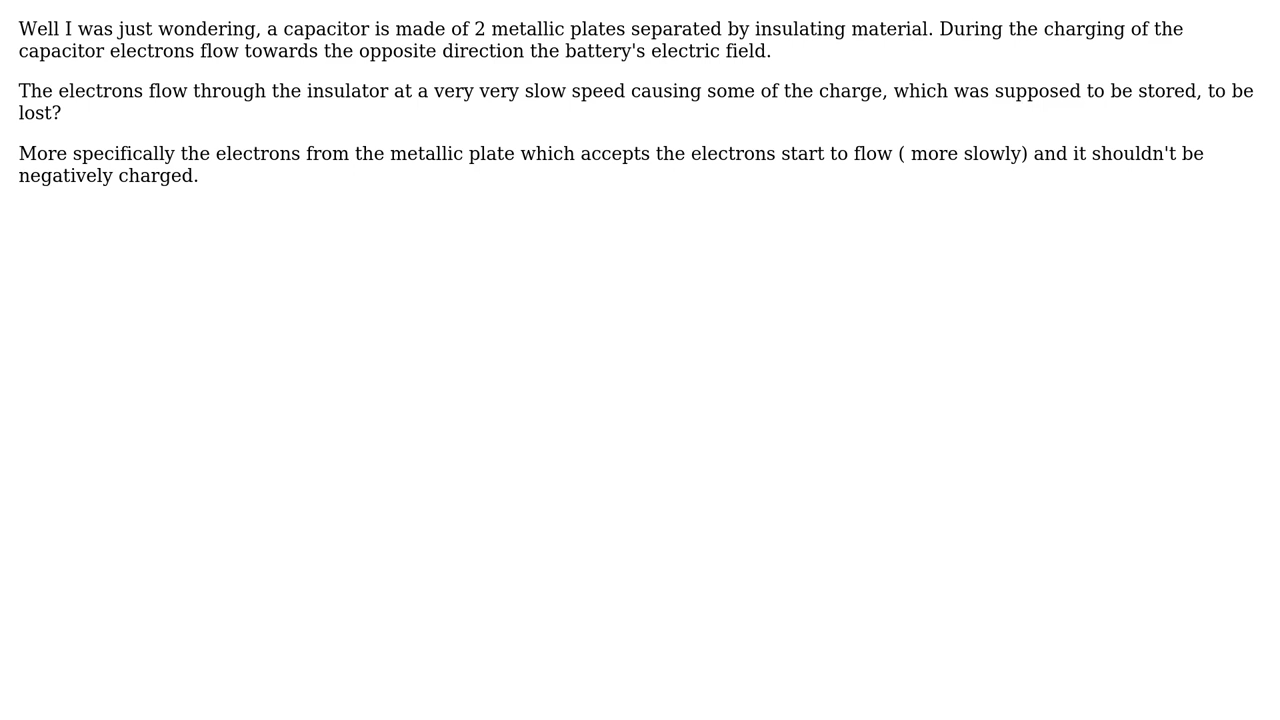 Well I was just wondering, a capacitor is made of 2 metallic plates separated by insulating material. During the charging of the
capacitor electrons flow towards the opposite direction the battery's electric field.
The electrons flow through the insulator at a very very slow speed causing some of the charge, which was supposed to be stored, to be
lost?
More specifically the electrons from the metallic plate which accepts the electrons start to flow ( more slowly) and it shouldn't be
negatively charged.